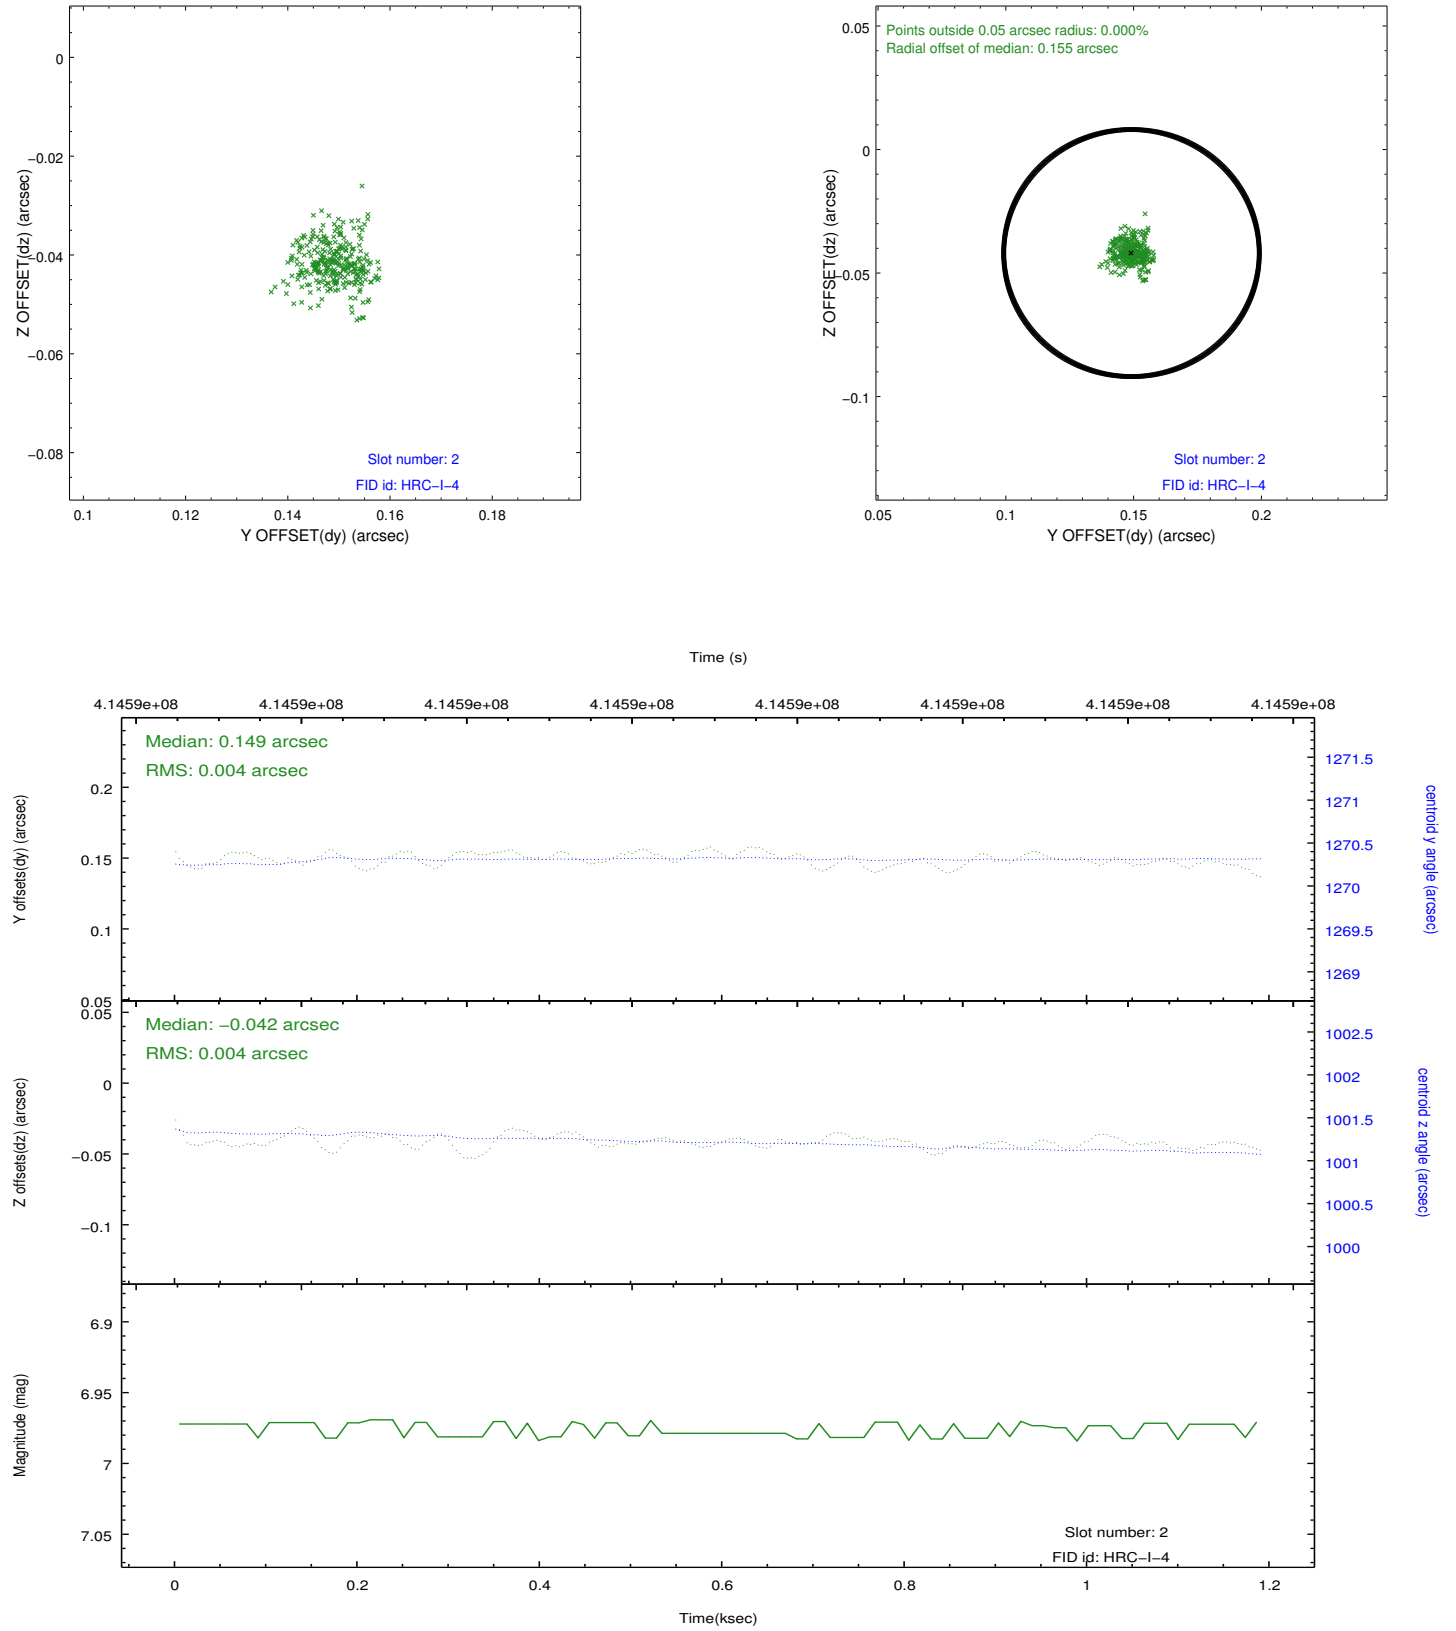 0
−0.02
−0.04
−0.06
−0.08
Z OFFSET(dz) (arcsec)
Slot number: 2
FID id: HRC−I−4
0.1
0.12
0.14
0.16
0.18
Y OFFSET(dy) (arcsec)
0.05
0
−0.05
−0.1
Z OFFSET(dz) (arcsec)
Points outside 0.05 arcsec radius: 0.000%
Radial offset of median: 0.155 arcsec
Slot number: 2
FID id: HRC−I−4
0.05
0.1
0.15
0.2
Y OFFSET(dy) (arcsec)
Time (s)
4.1459e+08
4.1459e+08
4.1459e+08
4.1459e+08
4.1459e+08
4.1459e+08
4.1459e+08
4.1459e+08
Median: 0.149 arcsec
RMS: 0.004 arcsec
0.2
0.15
0.1
0.05
Y offsets(dy) (arcsec)
1271.5
1271
1270.5
1270
1269.5
1269
centroid y angle (arcsec)
Median: −0.042 arcsec
RMS: 0.004 arcsec
0.05
0
−0.05
−0.1
Z offsets(dz) (arcsec)
1002.5
1002
1001.5
1001
1000.5
1000
centroid z angle (arcsec)
6.9
6.95
7
7.05
Magnitude (mag)
Slot number: 2
FID id: HRC−I−4
0
0.2
0.4
0.6
0.8
1
1.2
Time(ksec)